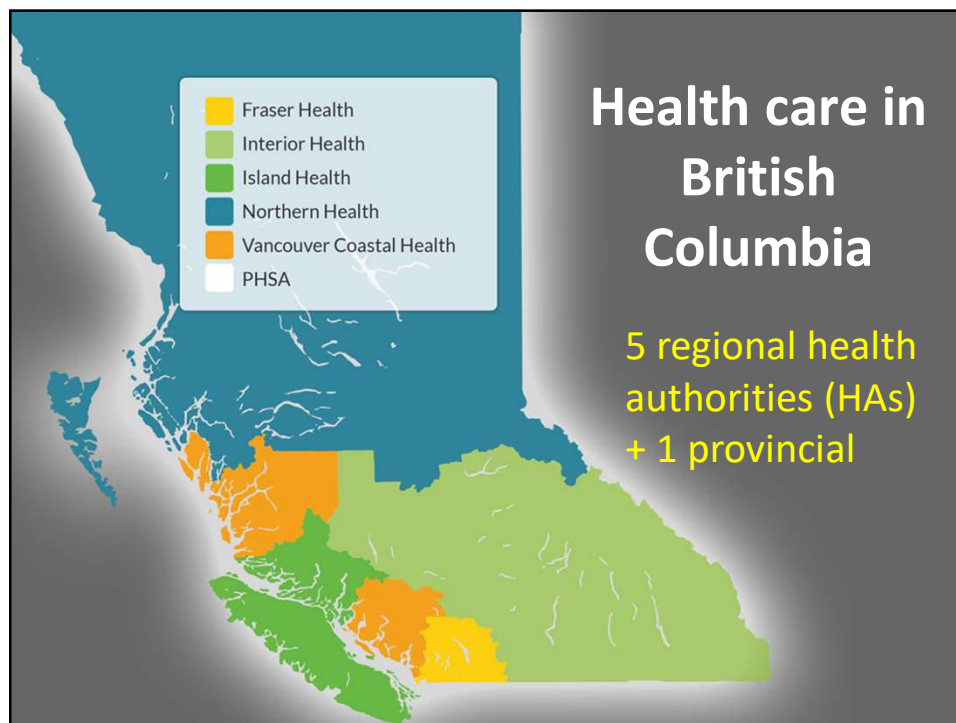 Health care in
British
Columbia
5 regional health
authorities (HAs)
+ 1 provincial
Fraser Health
Interior Health
Island Health
Northern Health
Vancouver Coastal Health
PHSA